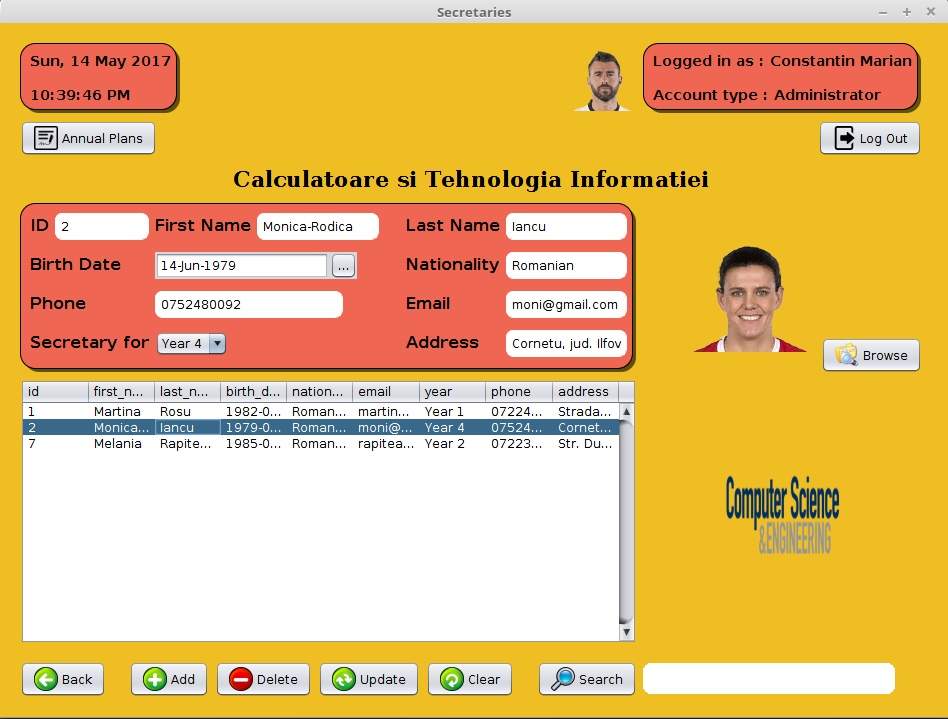 Secretaries
Sun, 14 May 2017
10:39:46 PM
Logged in as : Constantin Marian
Account type : Administrator
Annual Plans
Log Out
Calculatoare si Tehnologia Informatiei
ID 2 First Name Monica-Rodica Last Name Iancu
Birth Date 14-Jun-1979 ... Nationality Romanian
Phone 0752480092 Email moni@gmail.com
Secretary for Year 4 Address Cornetu, jud. Ilfov
Browse
id first_n... last_n... birth_d... nation... email year phone address
1 Martina Rosu 1982-0... Roman... martin... Year 1 07224... Strada...
2 Monica... Iancu 1979-0... Roman... moni@... Year 4 07524... Cornet...
7 Melania Rapite... 1985-0... Roman... rapitea... Year 2 07223... Str. Du...
Computer Science
& ENGINEERING
Back Add Delete Update Clear Search